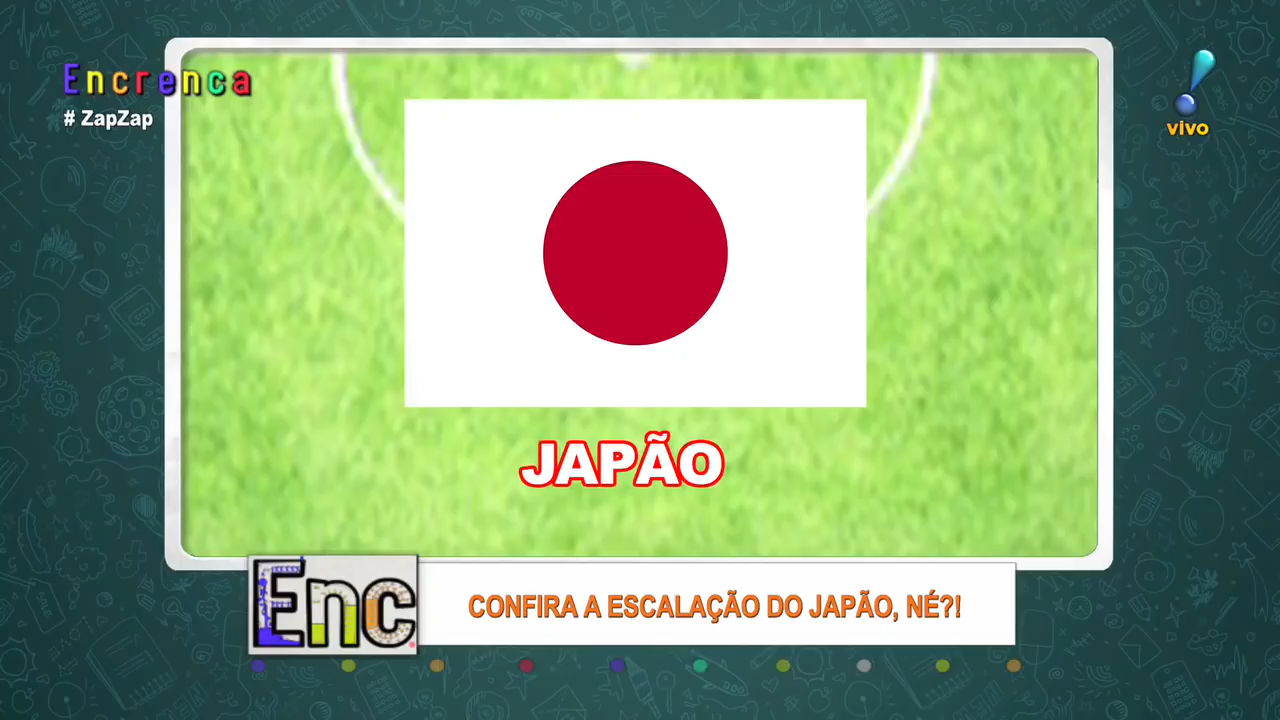 Encrenca
# ZapZap
vivo
JAPÃO
Enc
CONFIRA A ESCALAÇÃO DO JAPÃO, NÉ?!